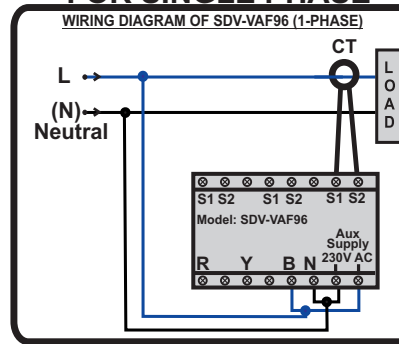 FOR SINGLE PHASE
WIRING DIAGRAM OF SDV-VAF96 (1-PHASE)
CT
L
(N)
Neutral
LOAD
S1 S2 S1 S2 S1 S2
Model: SDV-VAF96
Aux
Supply
230V AC
R Y B N